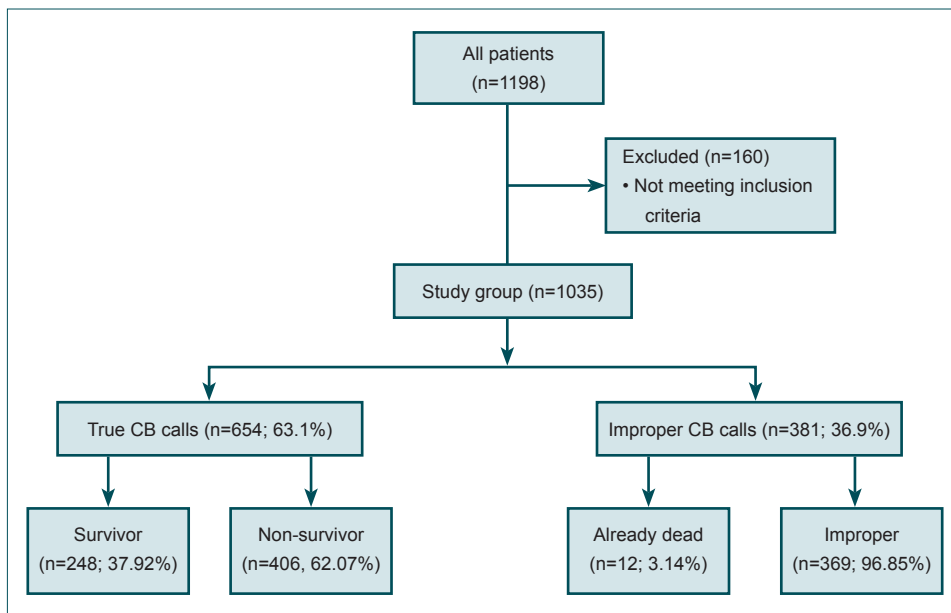 All patients
(n=1198)
Excluded (n=160)
• Not meeting inclusion
criteria
Study group (n=1035)
True CB calls (n=654; 63.1%)
Improper CB calls (n=381; 36.9%)
Survivor
(n=248; 37.92%)
Non-survivor
(n=406, 62.07%)
Already dead
(n=12; 3.14%)
Improper
(n=369; 96.85%)